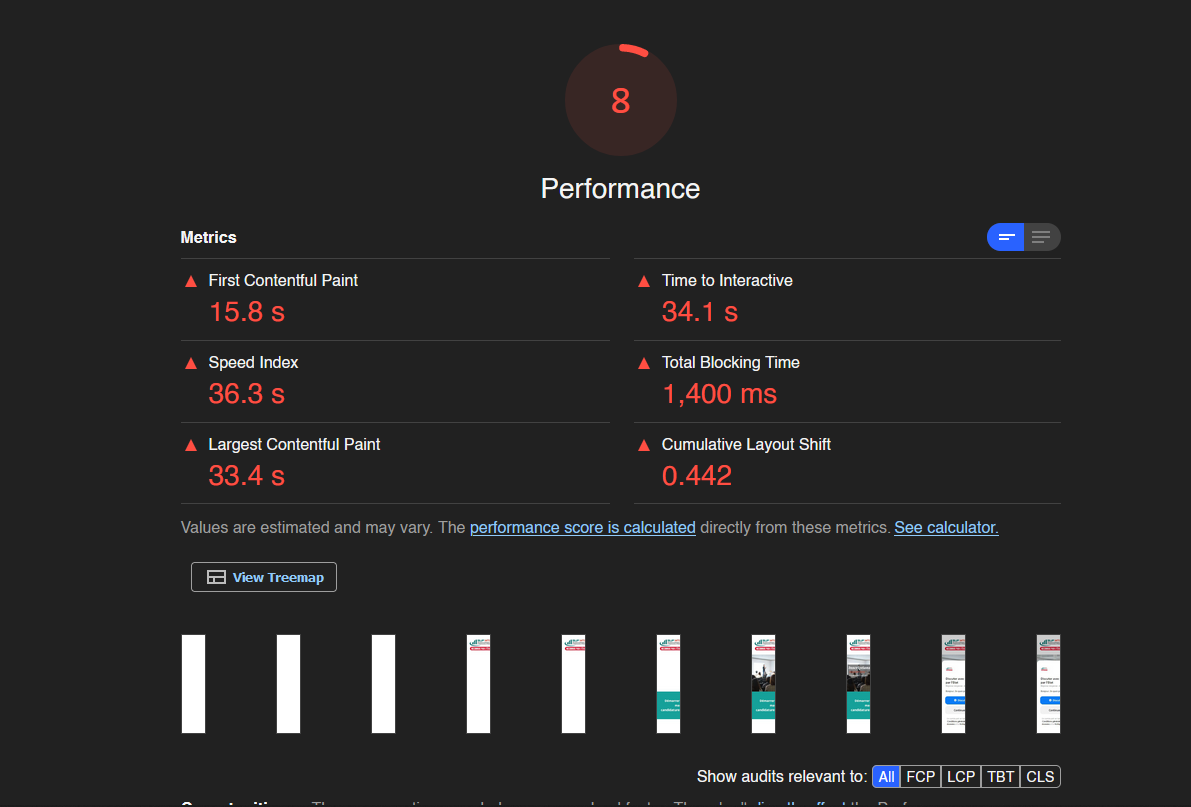 8
Performance
Metrics
First Contentful Paint
15.8 s
Time to Interactive
34.1 s
Speed Index
36.3 s
Total Blocking Time
1,400 ms
Largest Contentful Paint
33.4 s
Cumulative Layout Shift
0.442
Values are estimated and may vary. The performance score is calculated directly from these metrics. See calculator.
View Treemap
Show audits relevant to: All FCP LCP TBT CLS